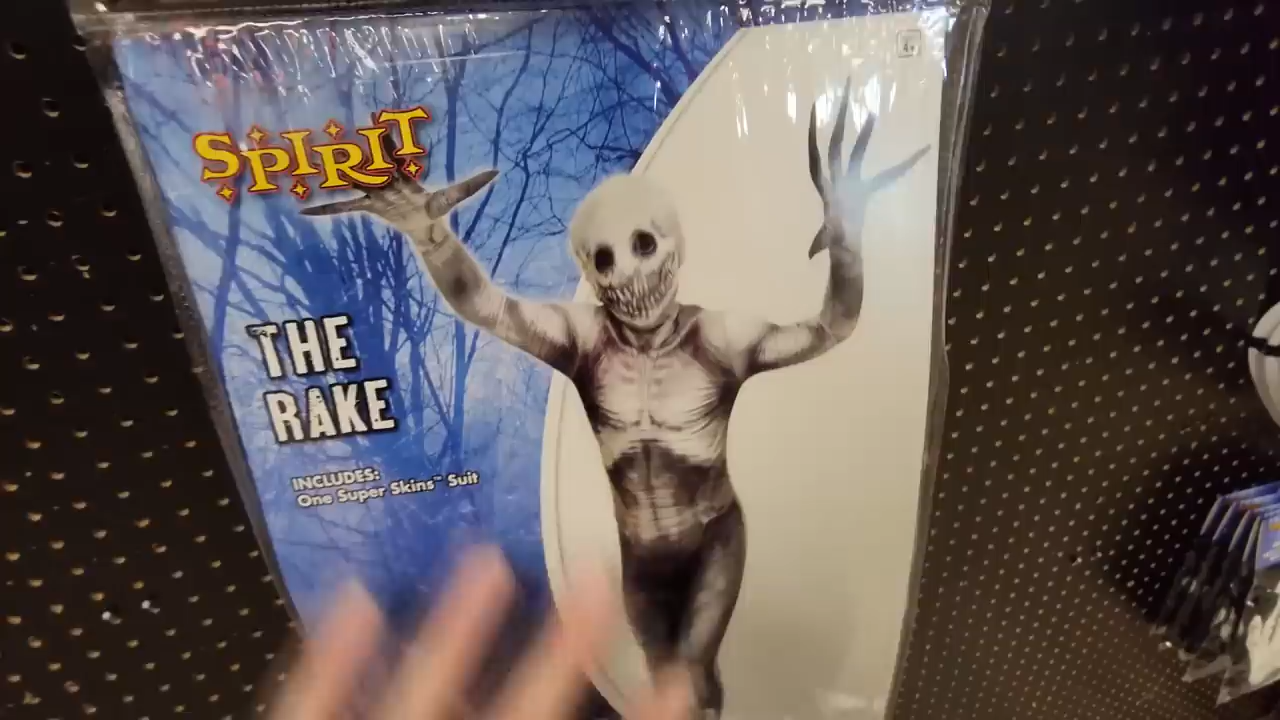 SPIRIT
THE
RAKE
INCLUDES:
One Super Skins™ Suit